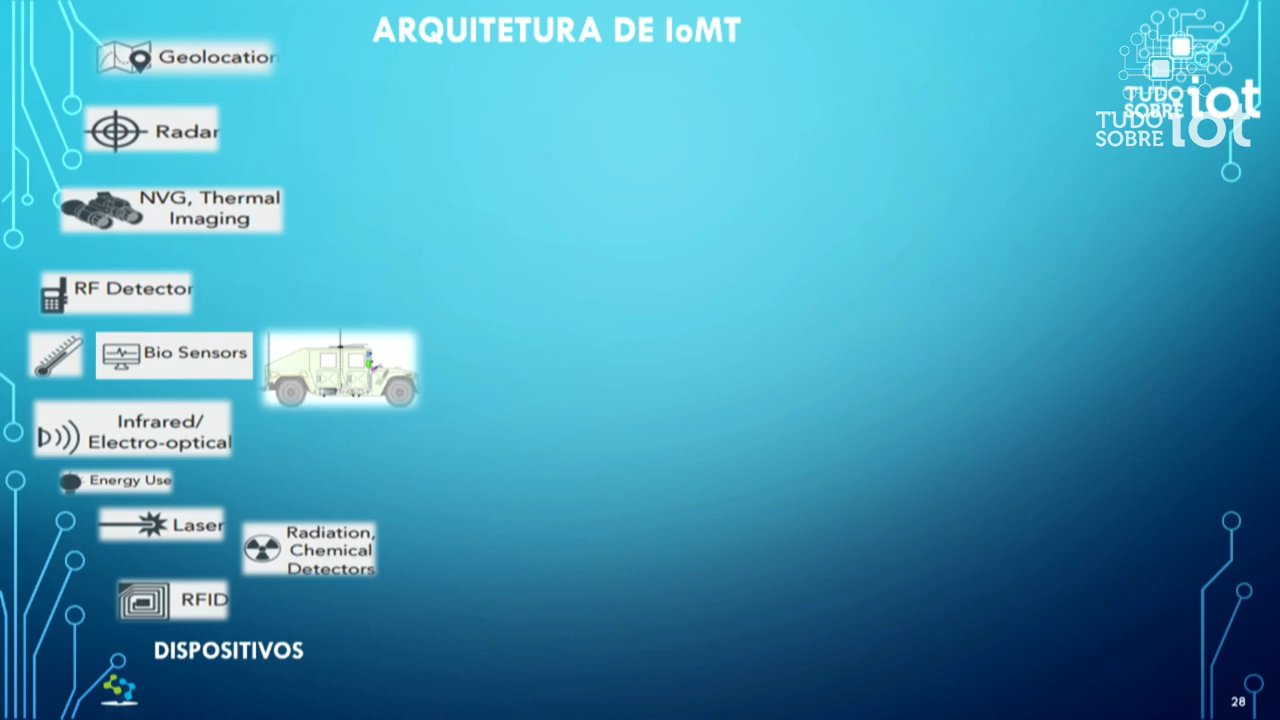 ARQUITETURA DE IoMT
Geolocation
Radar
NVG, Thermal
Imaging
RF Detector
Bio Sensors
Infrared/
Electro-optical
Energy Use
Laser
Radiation,
Chemical
Detectors
RFID
DISPOSITIVOS
TUDO
SOBRE
iot
TUDO
SOBRE
iot
28